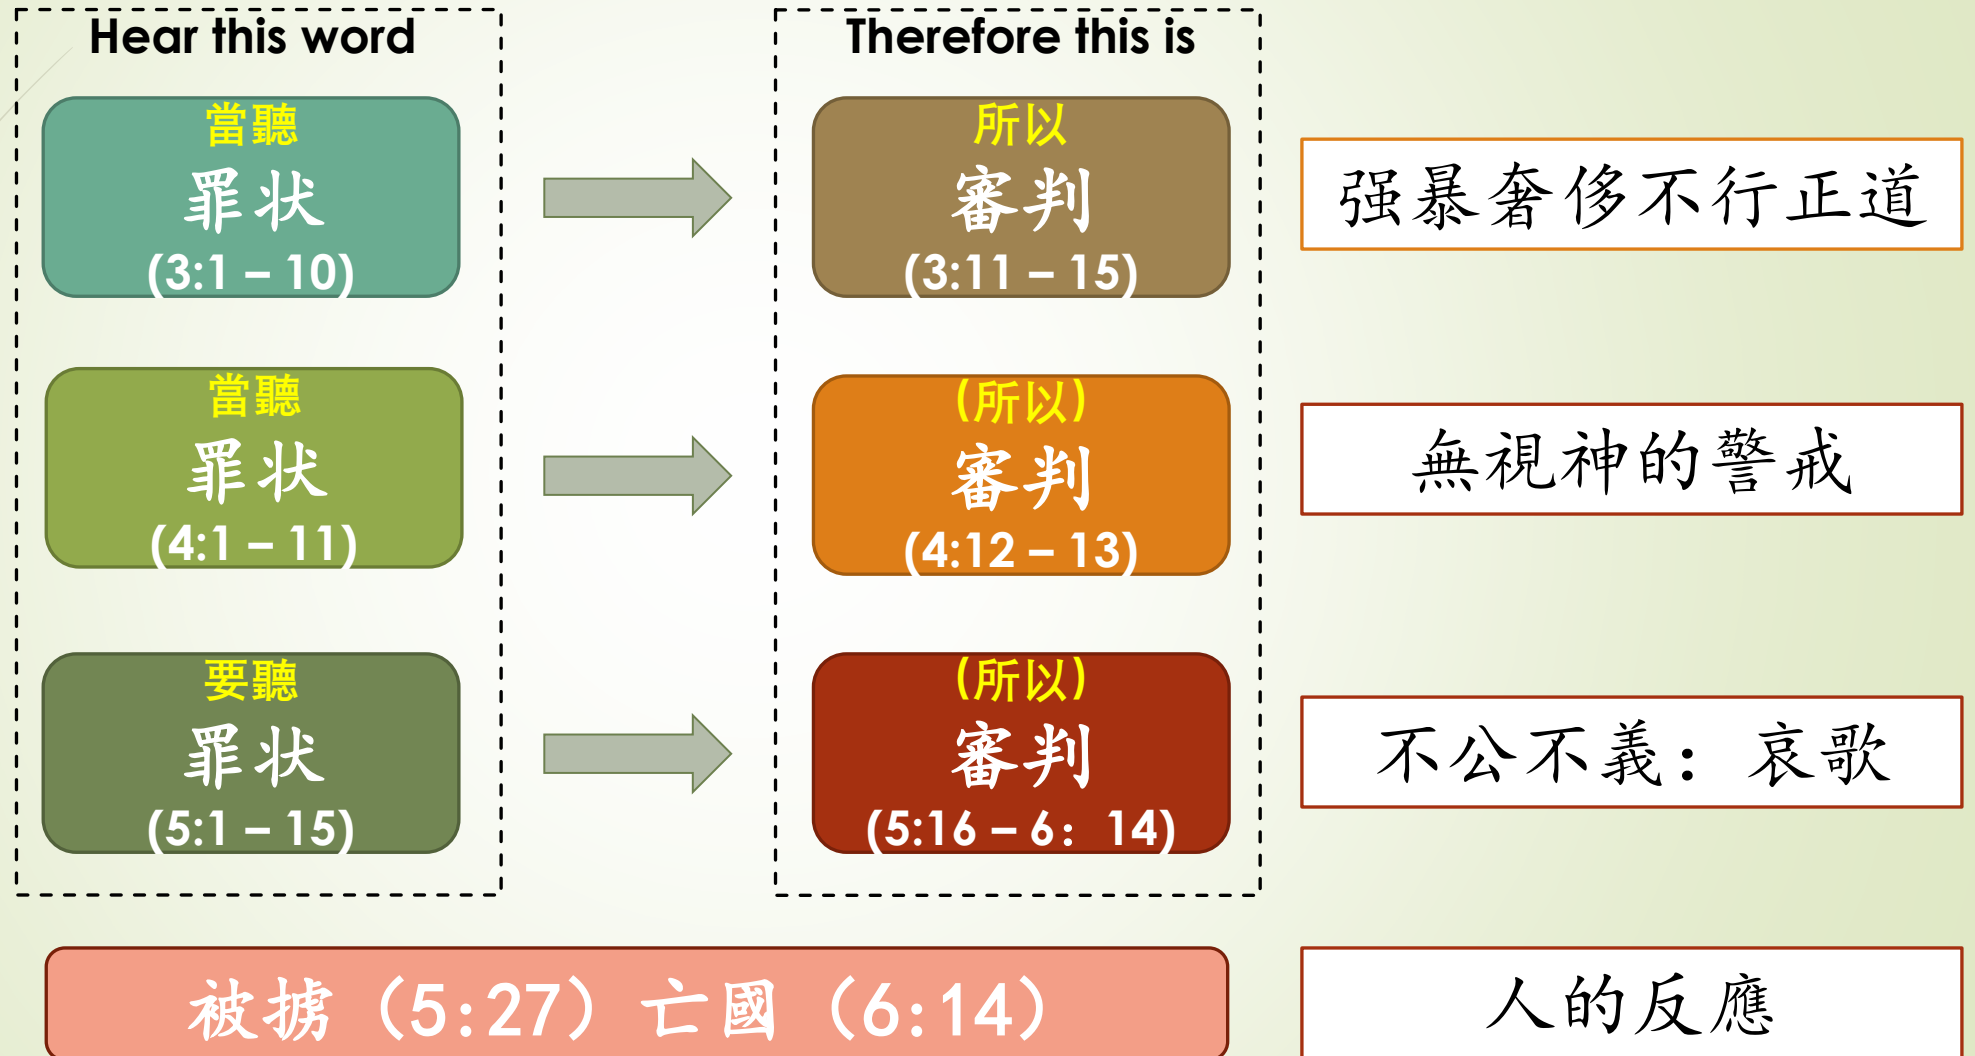 Hear this word
Therefore this is
當聽
罪状
(3:1 – 10)
所以
審判
(3:11 – 15)
强暴奢侈不行正道
當聽
罪状
(4:1 – 11)
(所以)
審判
(4:12 – 13)
無視神的警戒
要聽
罪状
(5:1 – 15)
(所以)
審判
(5:16 – 6：14)
不公不義：哀歌
被擄（5:27）亡國（6:14）
人的反應